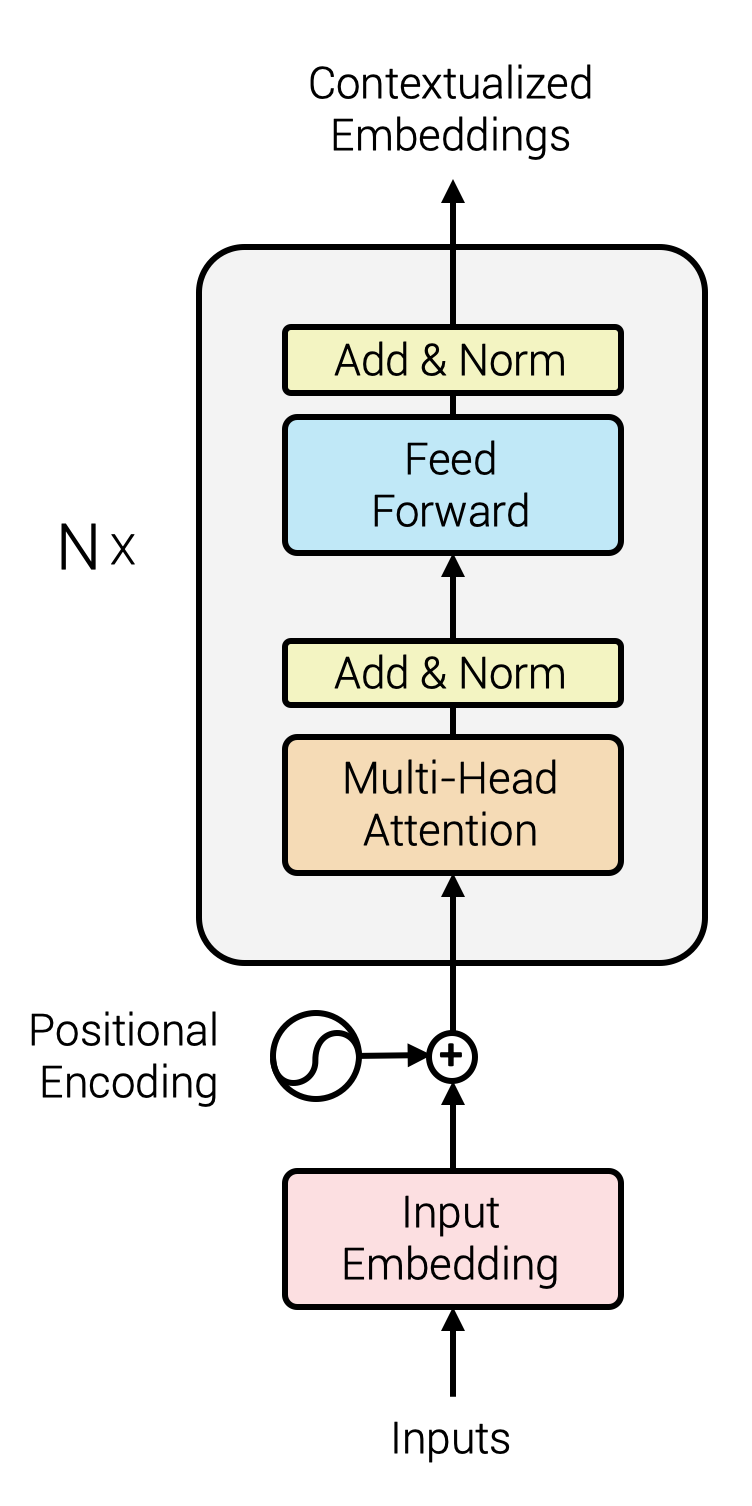 Contextualized
Embeddings
Add & Norm
Feed
Forward
N x
Add & Norm
Multi-Head
Attention
Positional
Encoding
+
Input
Embedding
Inputs